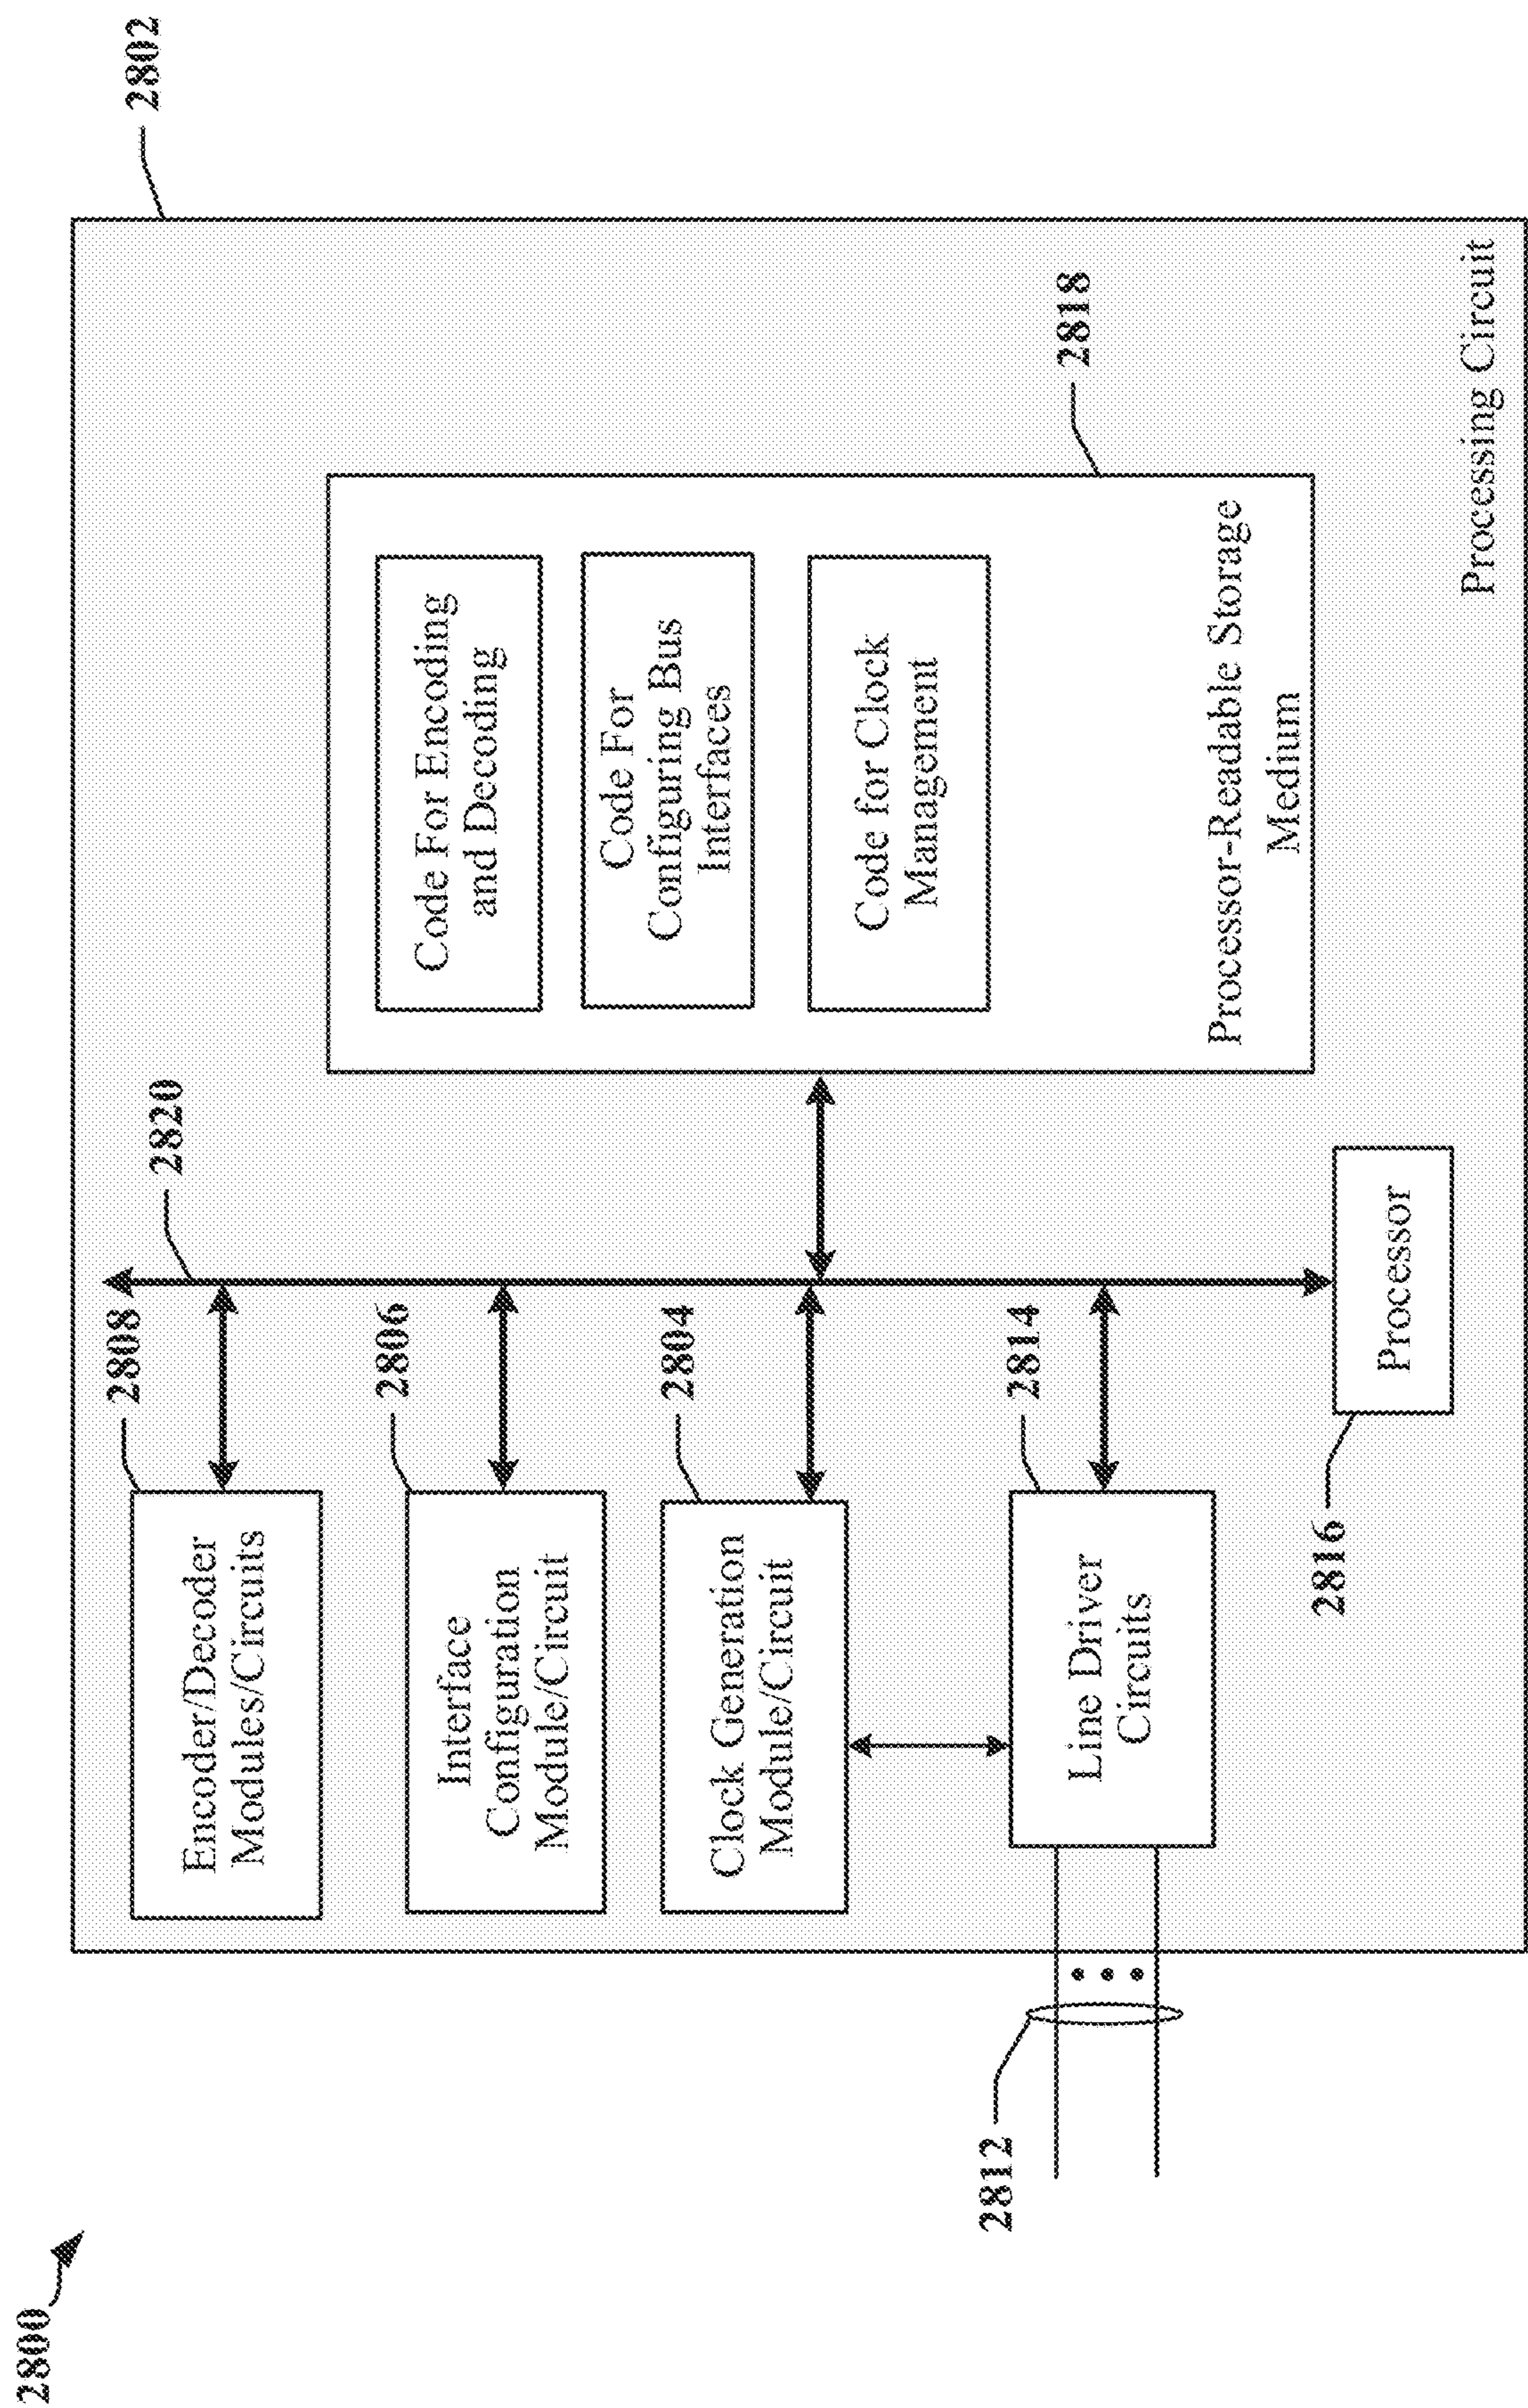 2800
2802
2820
2808
Encoder/Decoder
Modules/Circuits
2806
Interface
Configuration
Module/Circuit
2804
Clock Generation
Module/Circuit
2814
Line Driver
Circuits
2812
2816
Processor
Code For Encoding
and Decoding
Code For
Configuring Bus
Interfaces
Code for Clock
Management
2818
Processor-Readable Storage
Medium
Processing Circuit